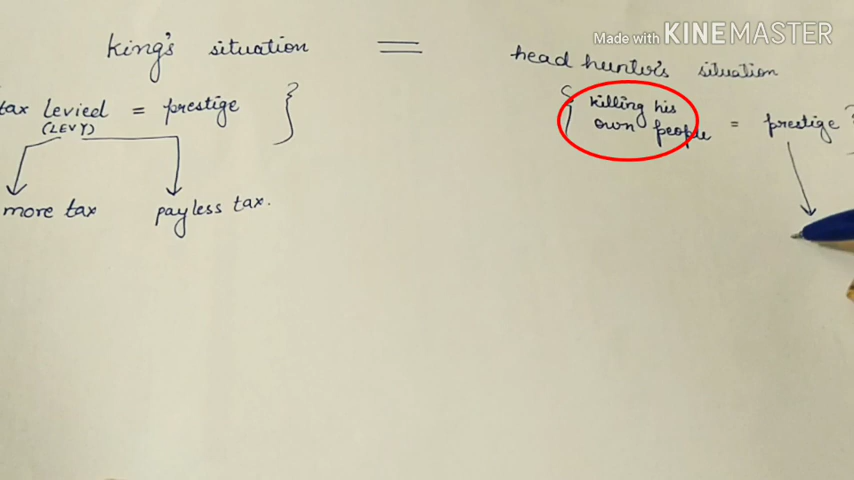 Made with KINEMASTER
king's situation =
head hunter's situation
tax levied = prestige }
(LEVY)
{ killing his
own people = prestige
more tax pay less tax.